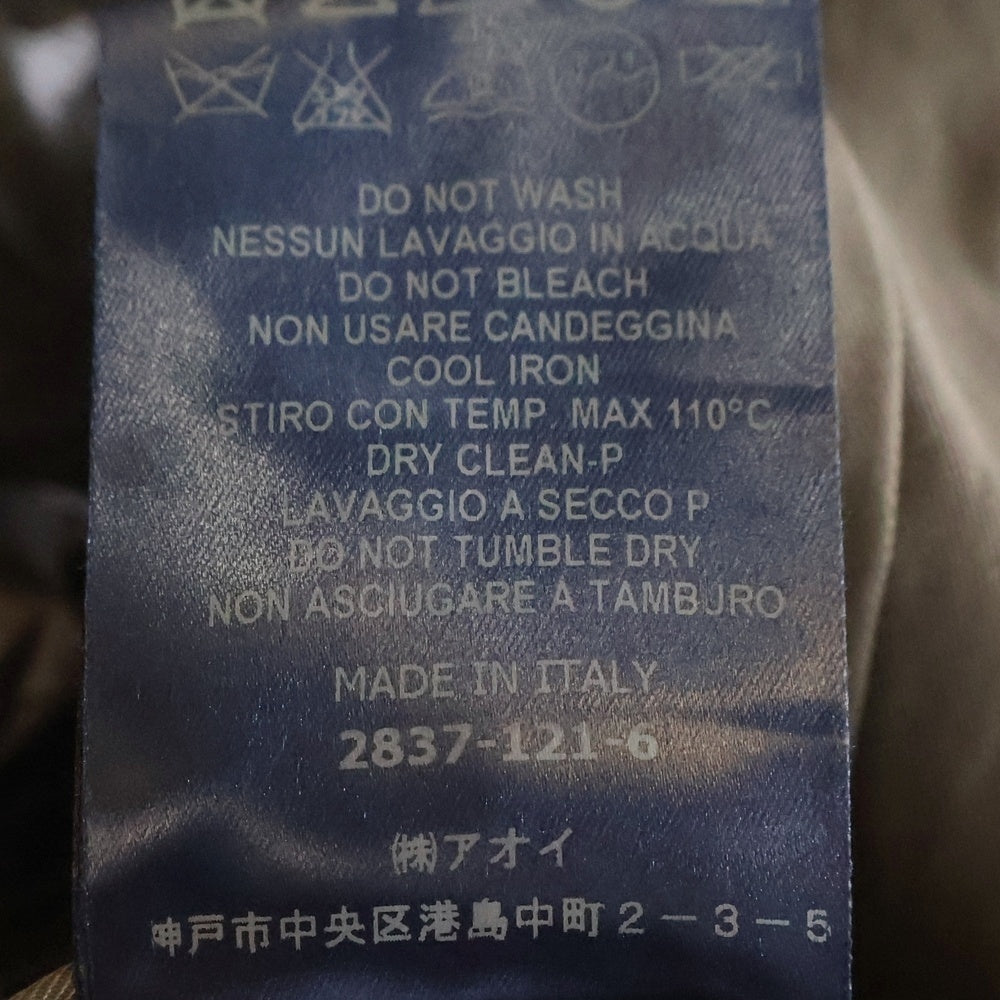 DO NOT WASH
NESSUN LAVAGGIO IN ACQUA
DO NOT BLEACH
NON USARE CANDEGGINA
COOL IRON
STIRO CON TEMP. MAX 110°C
DRY CLEAN-P
LAVAGGIO A SECCO P
DO NOT TUMBLE DRY
NON ASCIUGARE A TAMBURO
MADE IN ITALY
2837-121-6
㈱アオイ
神戸市中央区港島中町2-3-5